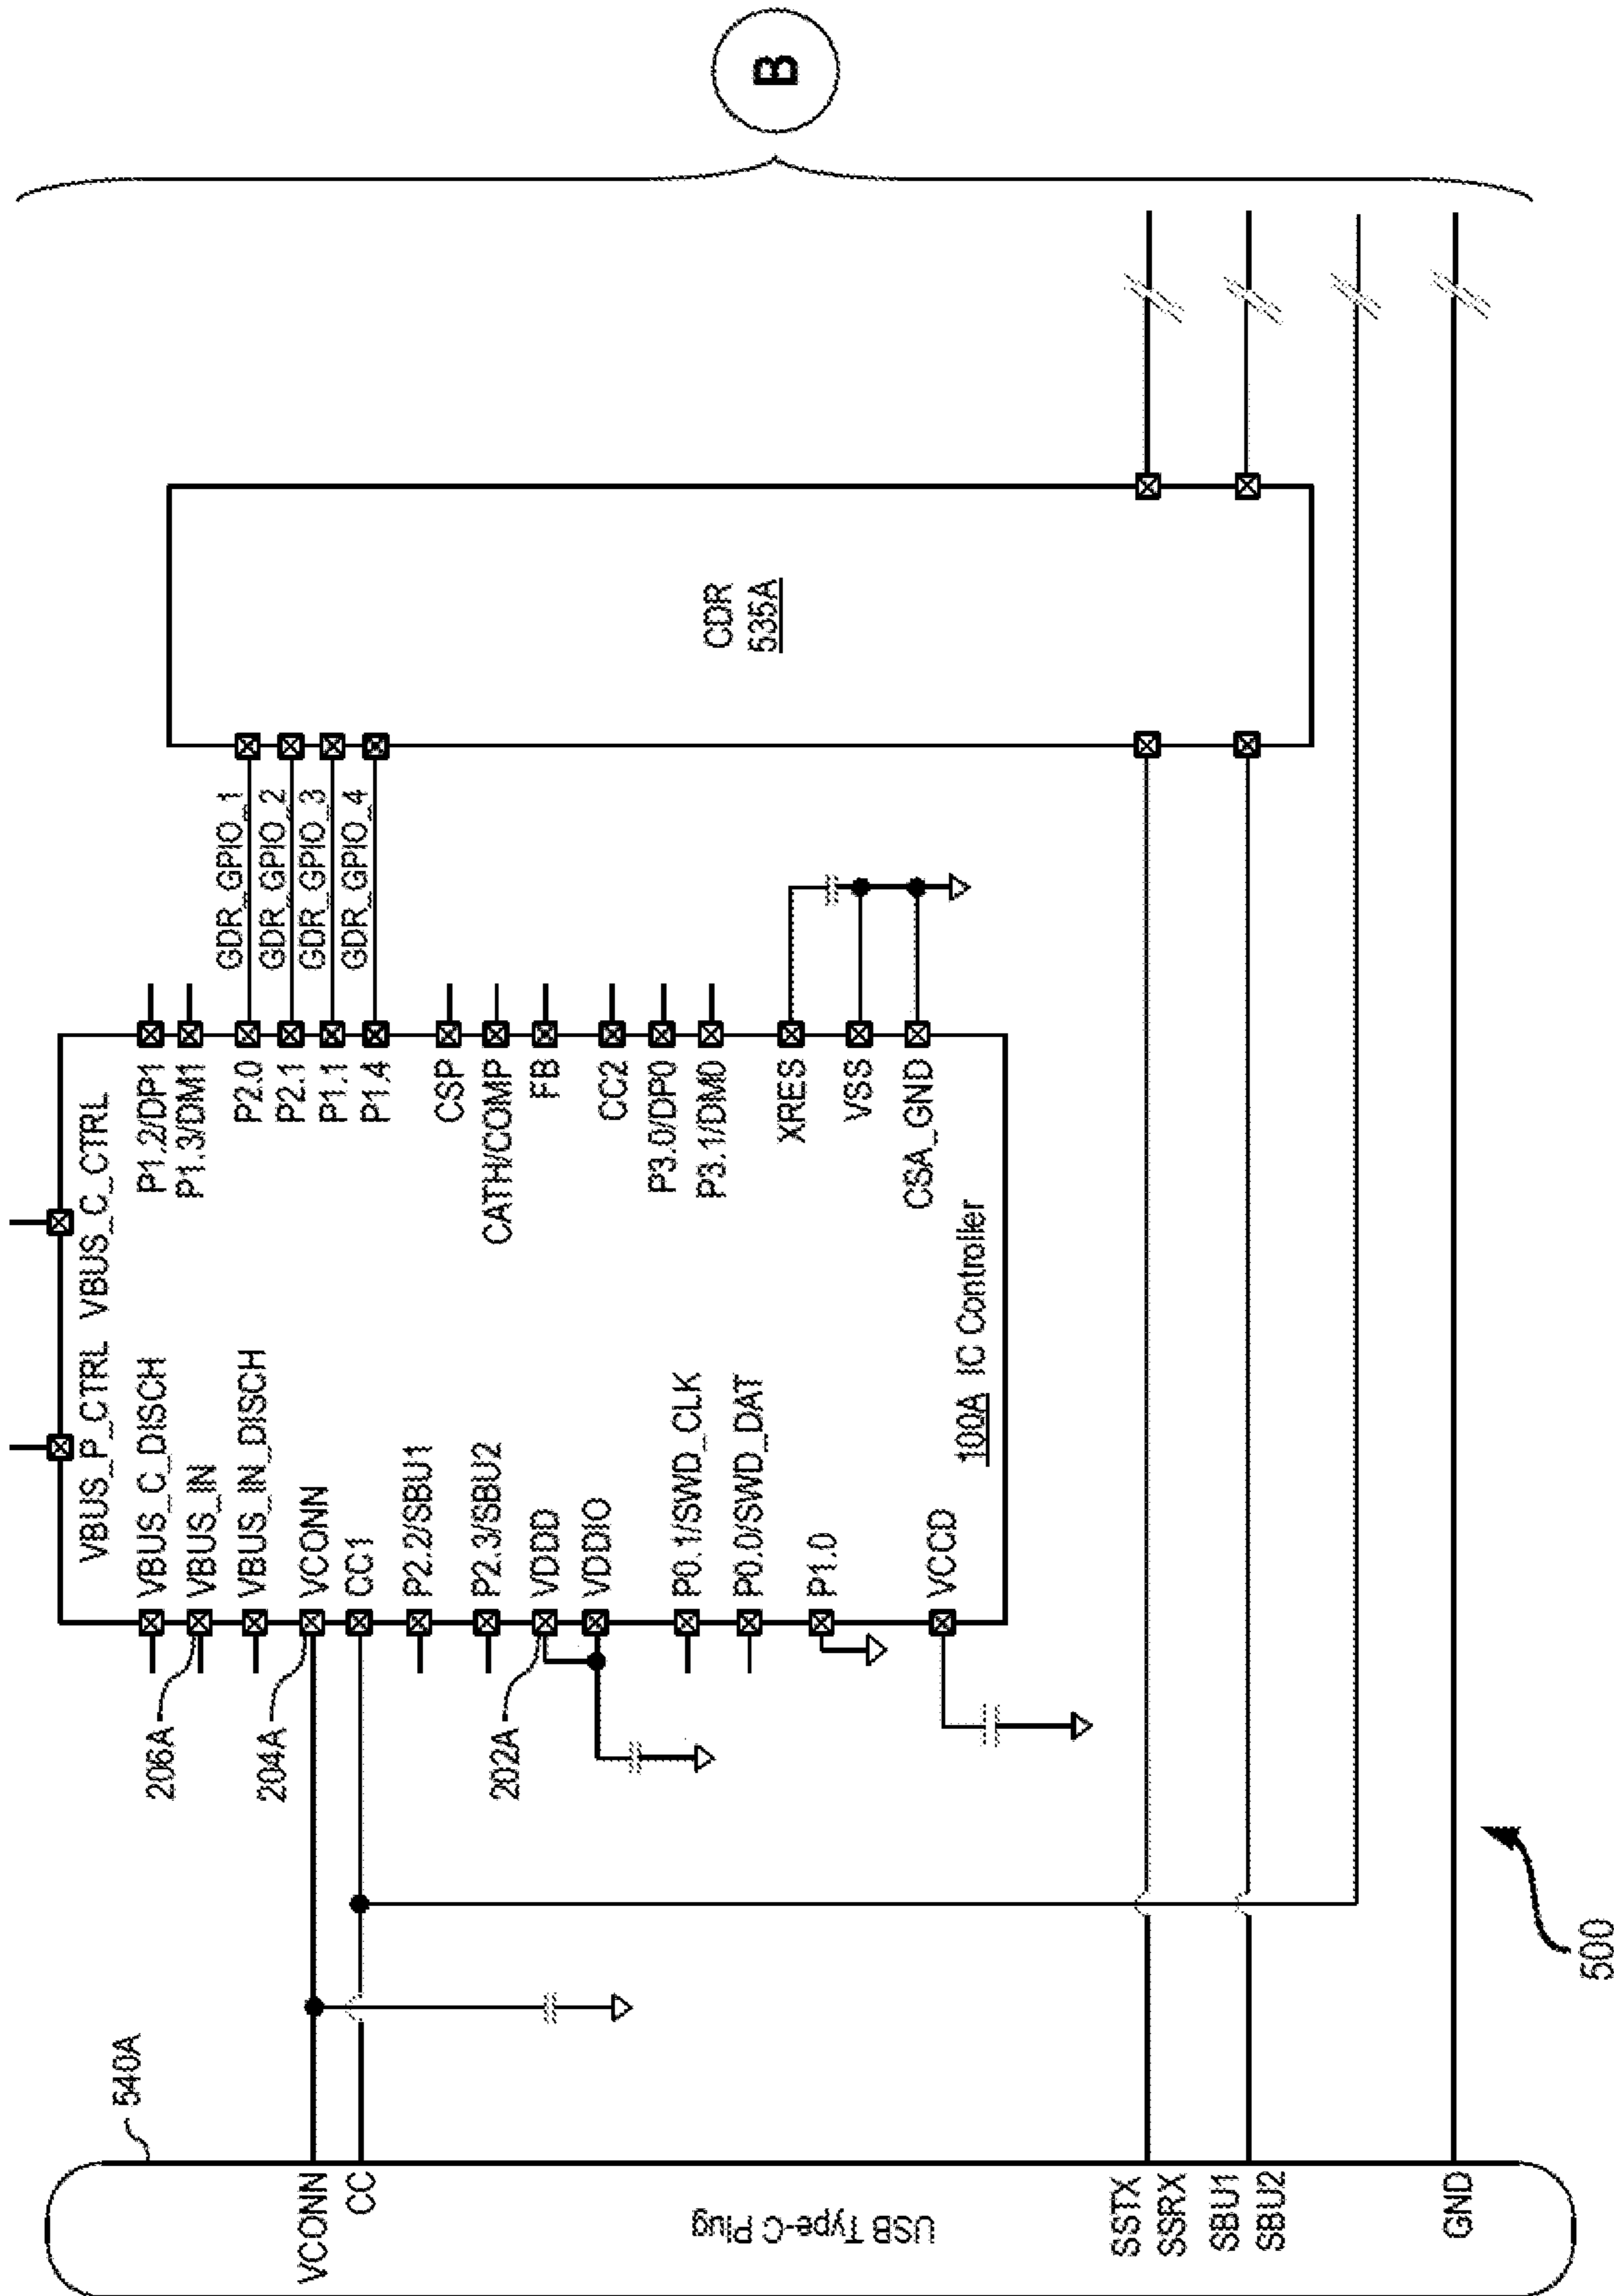 B
540A
USB Type-C Plug
VCONN
CC
SSTX
SSRX
SBU1
SBU2
GND
206A
204A
202A
VBUS_P_CTRL
VBUS_C_CTRL
VBUS_C_DISCH
VBUS_IN
VBUS_IN_DISCH
VCONN
CC1
P2.2/SBU1
P2.3/SBU2
VDDD
VDDIO
P0.1/SWD_CLK
P0.0/SWD_DAT
P1.0
VCCD
P1.2/DP1
P1.3/DM1
P2.0
P2.1
P1.1
P1.4
CSP
CATH/COMP
FB
CC2
P3.0/DP0
P3.1/DM0
XRES
VSS
CSA_GND
100A IC Controller
GDR_GPIO_1
GDR_GPIO_2
GDR_GPIO_3
GDR_GPIO_4
CDR
535A
500